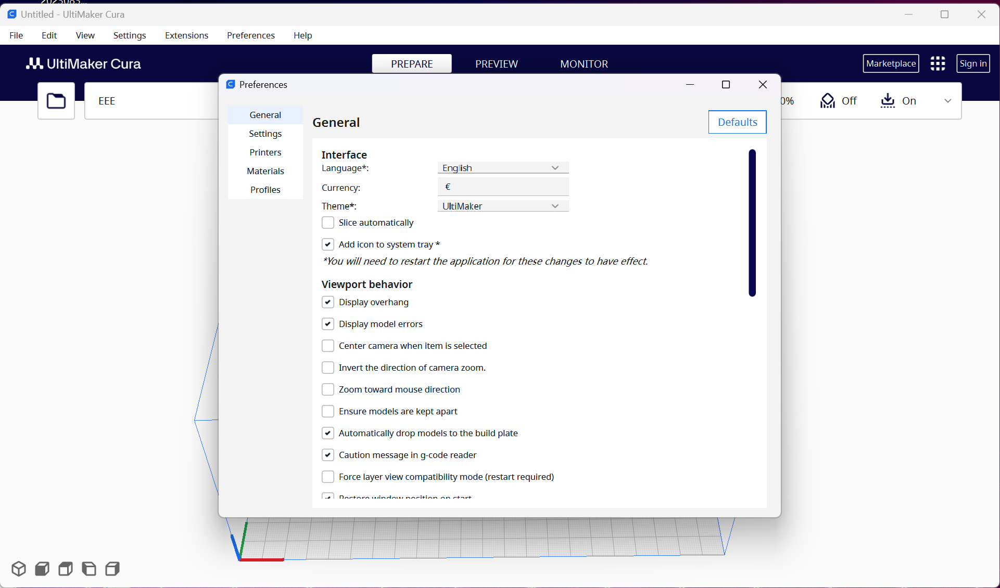 Untitled - UltiMaker Cura
File Edit View Settings Extensions Preferences Help
UltiMaker Cura
PREPARE PREVIEW MONITOR
Marketplace Sign in
EEE
0% Off On
Preferences
General
Settings
Printers
Materials
Profiles
General
Defaults
Interface
Language*: English
Currency: €
Theme*: UltiMaker
Slice automatically
Add icon to system tray *
*You will need to restart the application for these changes to have effect.
Viewport behavior
Display overhang
Display model errors
Center camera when item is selected
Invert the direction of camera zoom.
Zoom toward mouse direction
Ensure models are kept apart
Automatically drop models to the build plate
Caution message in g-code reader
Force layer view compatibility mode (restart required)
Restore window position on start